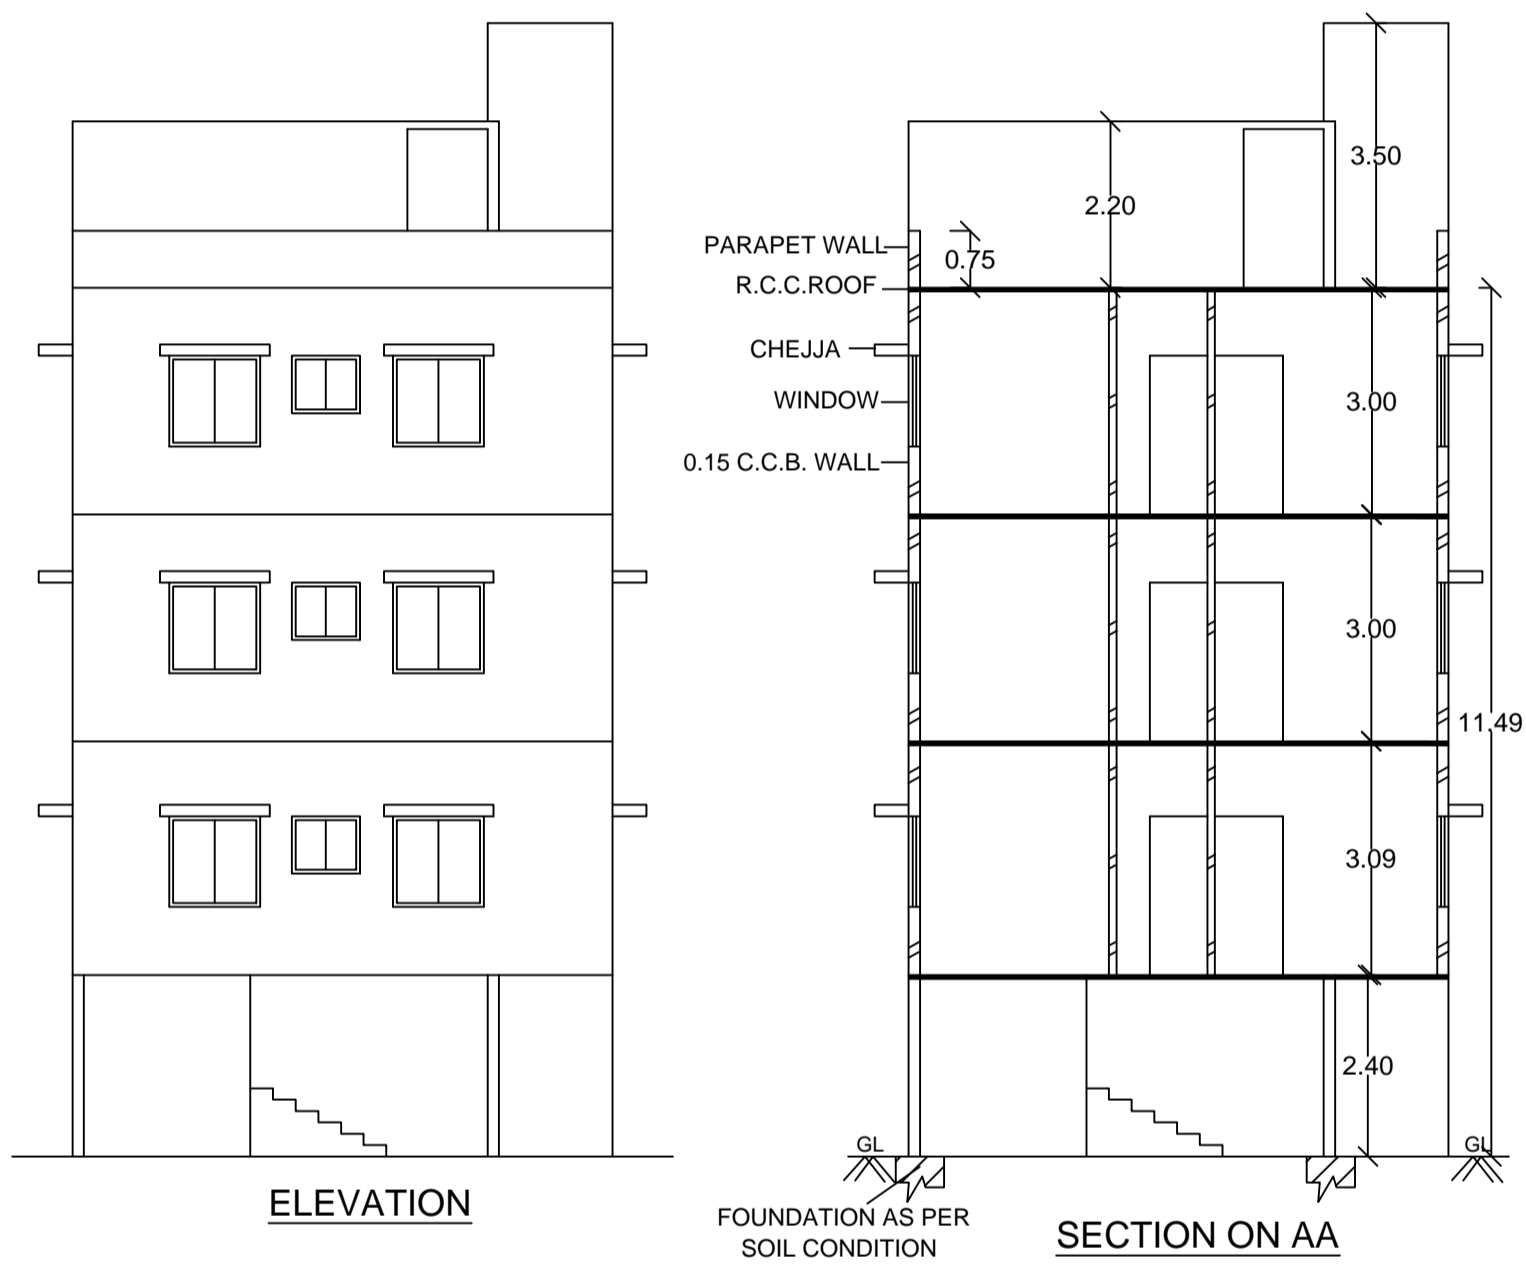 3.50
2.20
PARAPET WALL
0.75
R.C.C.ROOF
CHEJJA
WINDOW
3.00
0.15 C.C.B. WALL
3.00
11.49
3.09
2.40
GL
GL
ELEVATION
FOUNDATION AS PER
SOIL CONDITION
SECTION ON AA